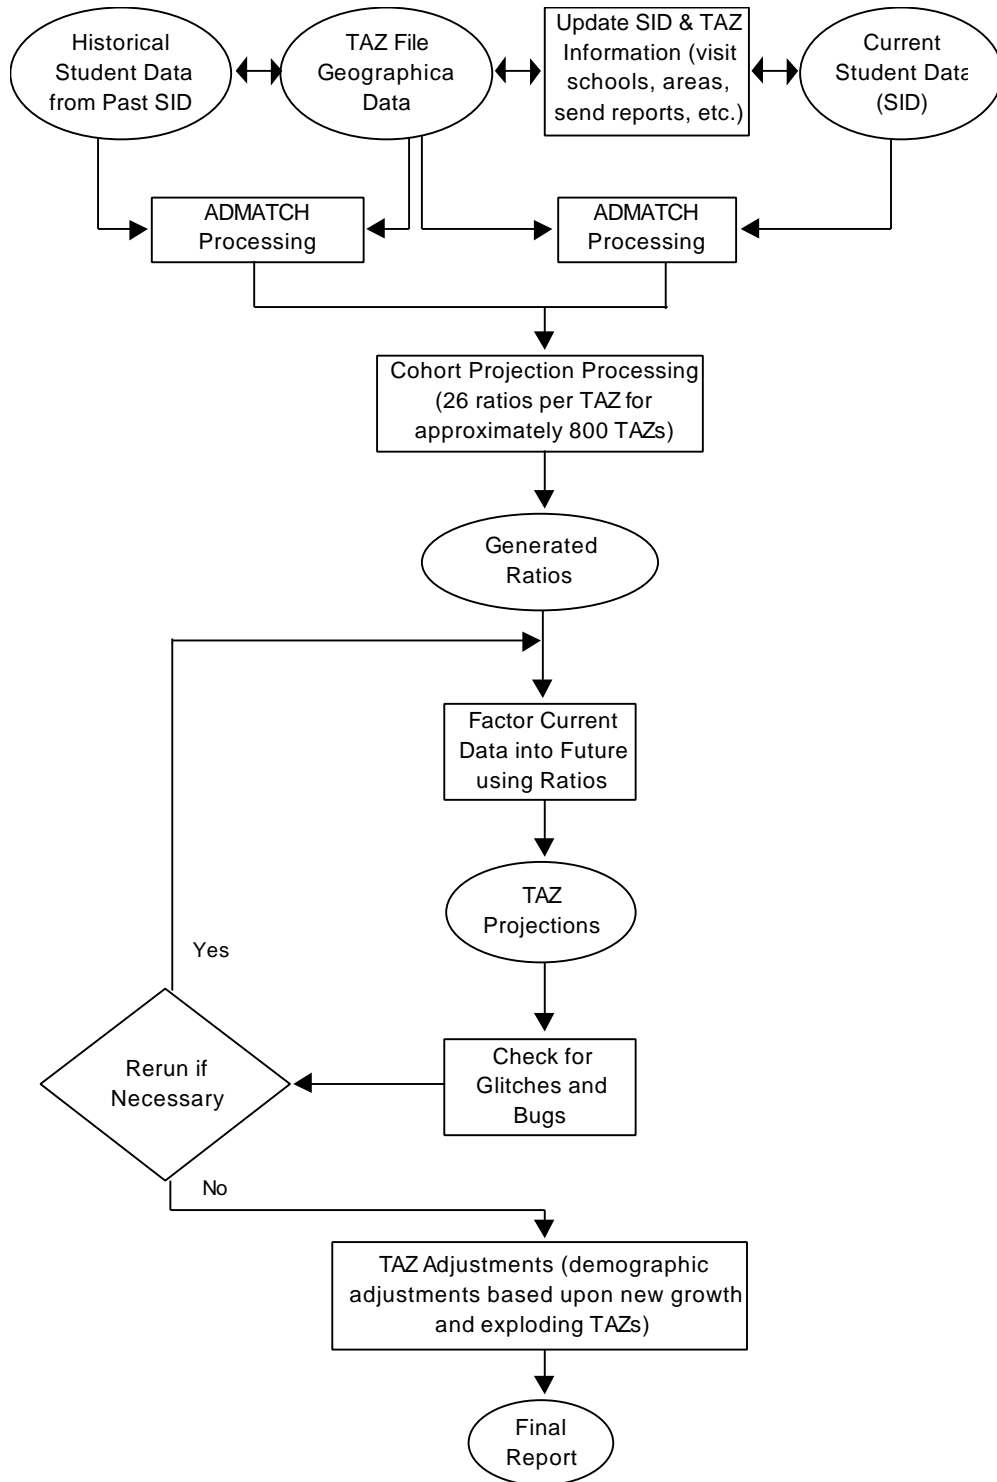 Historical
Student Data
from Past SID
TAZ File
Geographica
Data
Update SID & TAZ
Information (visit
schools, areas,
send reports, etc.)
Current
Student Data
(SID)
ADMATCH
Processing
ADMATCH
Processing
Cohort Projection Processing
(26 ratios per TAZ for
approximately 800 TAZs)
Generated
Ratios
Factor Current
Data into Future
using Ratios
TAZ
Projections
Yes
Rerun if
Necessary
Check for
Glitches and
Bugs
No
TAZ Adjustments (demographic
adjustments based upon new growth
and exploding TAZs)
Final
Report